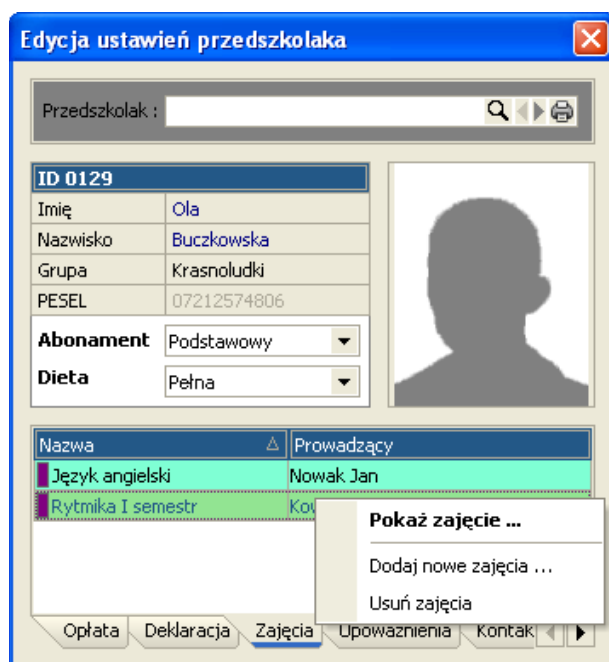 Edycja ustawień przedszkolaka
Przedszkolak :
ID 0129
Imię Ola
Nazwisko Buczkowska
Grupa Krasnoludki
PESEL 07212574806
Abonament Podstawowy
Dieta Pełna
Nazwa Prowadzący
Język angielski Nowak Jan
Rytmika I semestr
Pokaż zajęcie ...
Dodaj nowe zajęcia ...
Usuń zajęcia
Opłata Deklaracja Zajęcia Upoważnienia